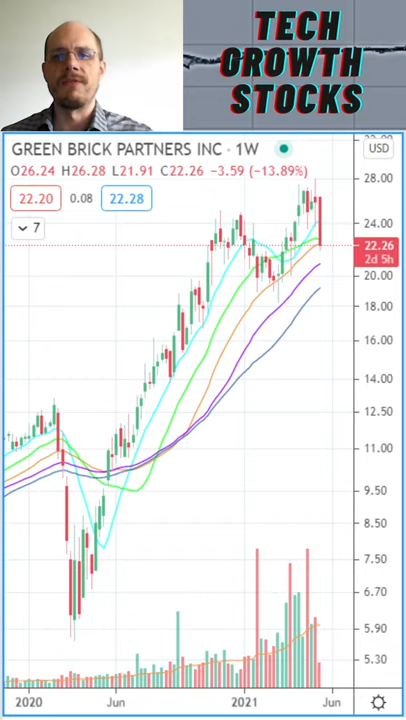 TECH
GROWTH
STOCKS
GREEN BRICK PARTNERS INC · 1W
USD
O26.24 H26.28 L21.91 C22.26 −3.59 (−13.89%)
22.20 0.08 22.28
7
28.00
24.00
22.26
2d 5h
20.00
18.00
16.00
14.00
12.50
11.00
9.50
8.50
7.50
6.70
5.90
5.30
2020 Jun 2021 Jun